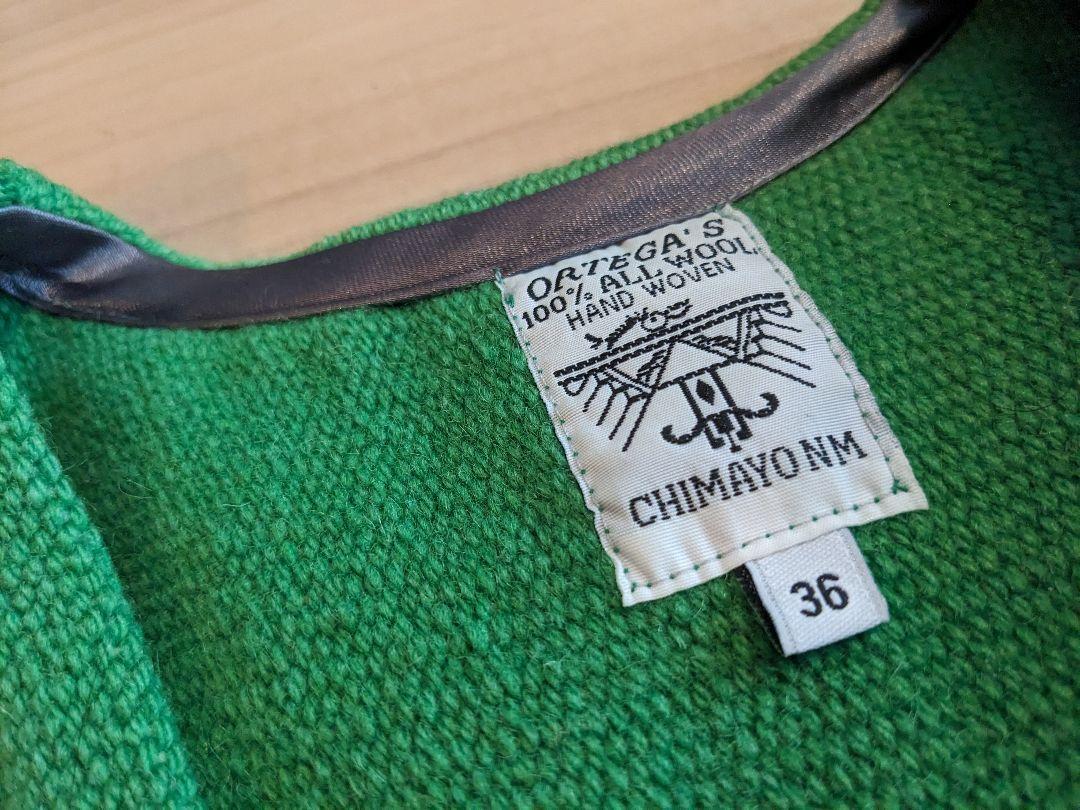 ORTEGA'S
100% ALL WOOL
HAND WOVEN
CHIMAYO NM
36